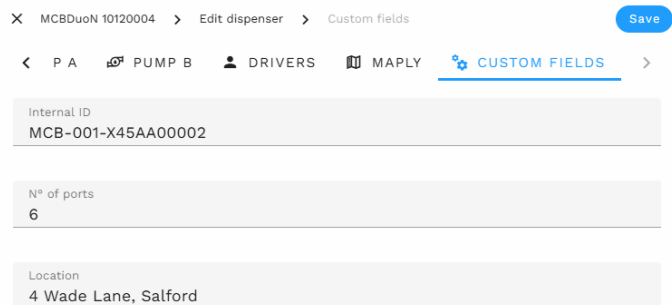 MCBDuoN 10120004 > Edit dispenser > Custom fields Save
P A PUMP B DRIVERS MAPLY CUSTOM FIELDS
Internal ID
MCB-001-X45AA00002
N° of ports
6
Location
4 Wade Lane, Salford